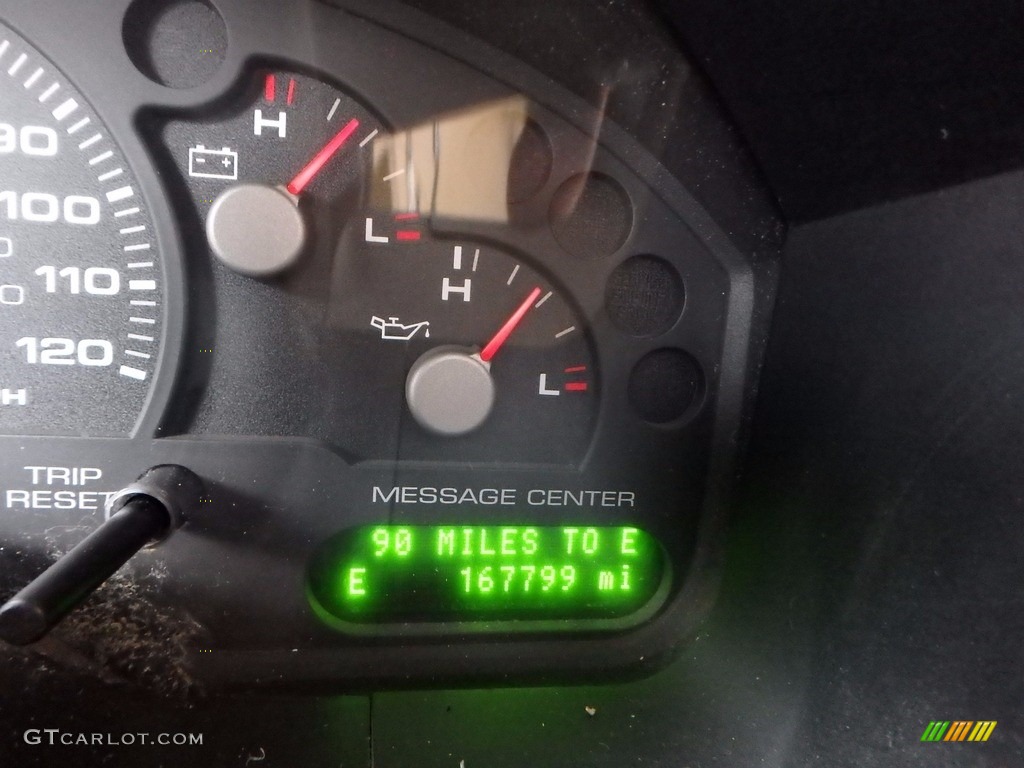 H
90
100
L
110
H
120
L
TRIP
RESET
MESSAGE CENTER
90 MILES TO E
E 167799 mi
GTCARLOT.COM